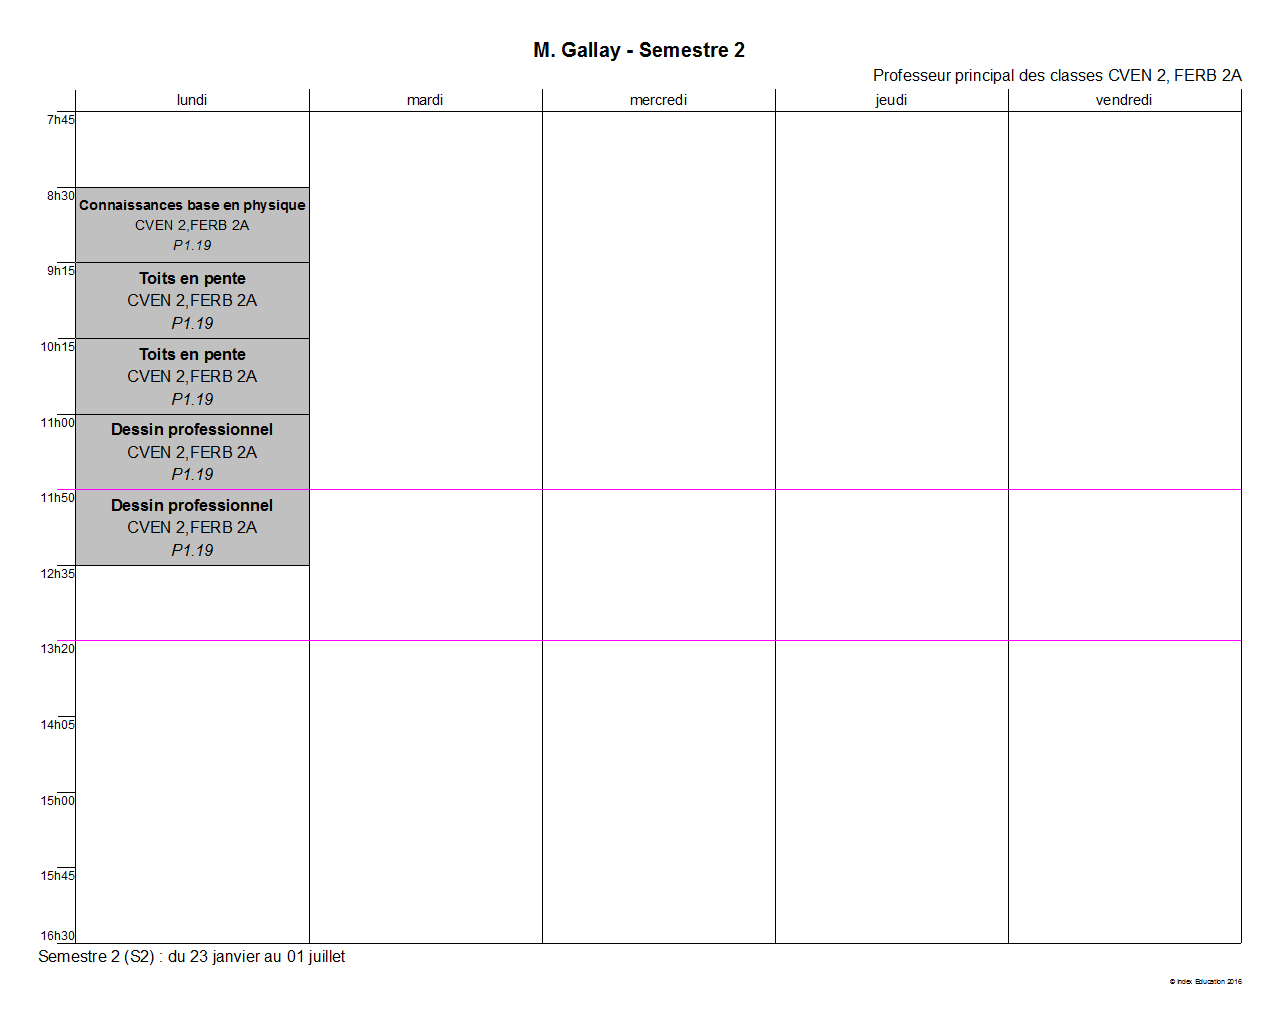 M. Gallay - Semestre 2
Professeur principal des classes CVEN 2, FERB 2A
lundi mardi mercredi jeudi vendredi
7h45
8h30
Connaissances base en physique
CVEN 2,FERB 2A
P1.19
9h15
Toits en pente
CVEN 2,FERB 2A
P1.19
10h15
Toits en pente
CVEN 2,FERB 2A
P1.19
11h00
Dessin professionnel
CVEN 2,FERB 2A
P1.19
11h50
Dessin professionnel
CVEN 2,FERB 2A
P1.19
12h35
13h20
14h05
15h00
15h45
16h30
Semestre 2 (S2) : du 23 janvier au 01 juillet
© Index Education 2016